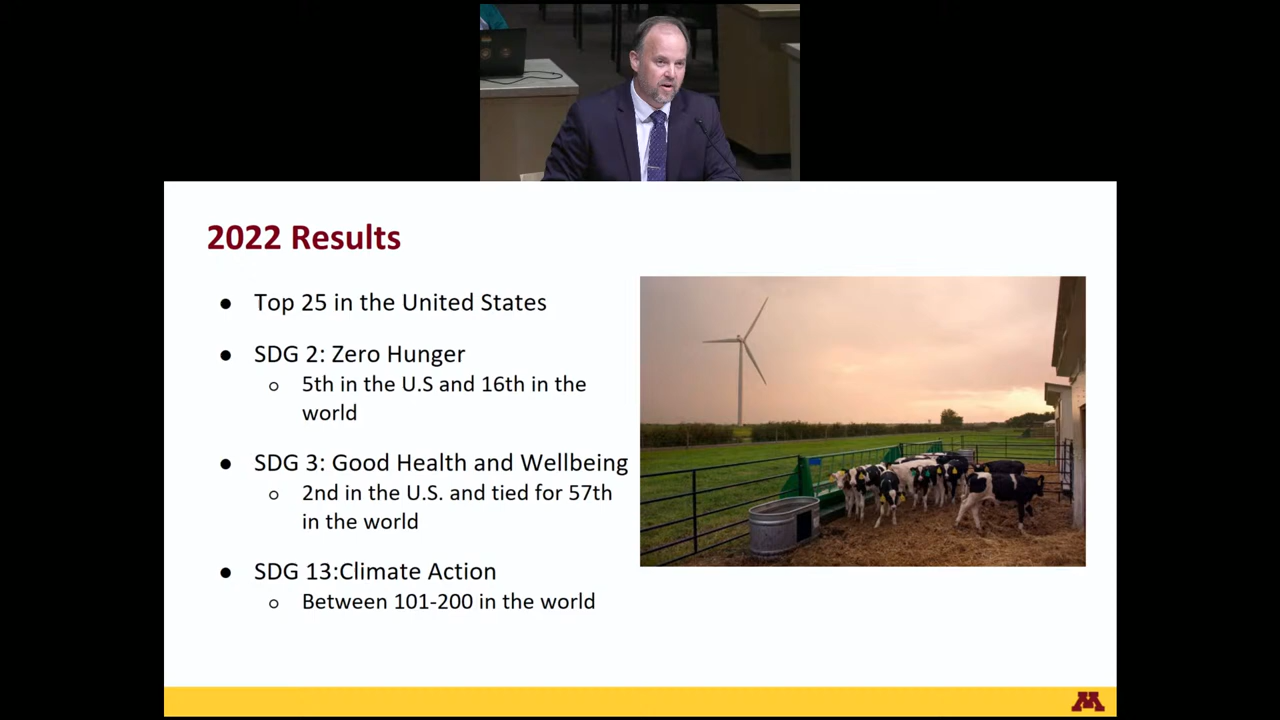 2022 Results
● Top 25 in the United States
● SDG 2: Zero Hunger
○ 5th in the U.S and 16th in the
world
● SDG 3: Good Health and Wellbeing
○ 2nd in the U.S. and tied for 57th
in the world
● SDG 13:Climate Action
○ Between 101-200 in the world
M